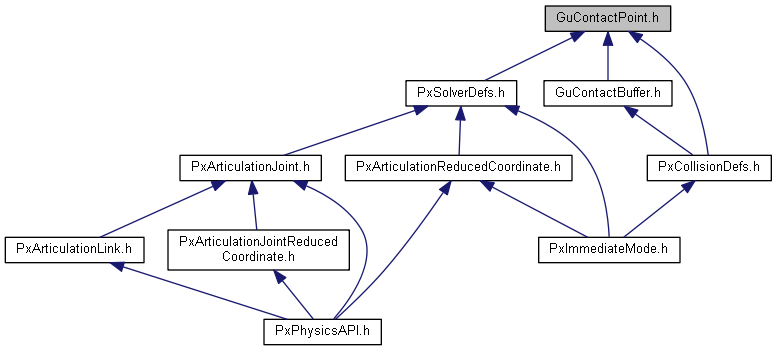 GuContactPoint.h
PxSolverDefs.h
GuContactBuffer.h
PxArticulationJoint.h
PxArticulationReducedCoordinate.h
PxCollisionDefs.h
PxArticulationLink.h
PxArticulationJointReduced
Coordinate.h
PxImmediateMode.h
PxPhysicsAPI.h